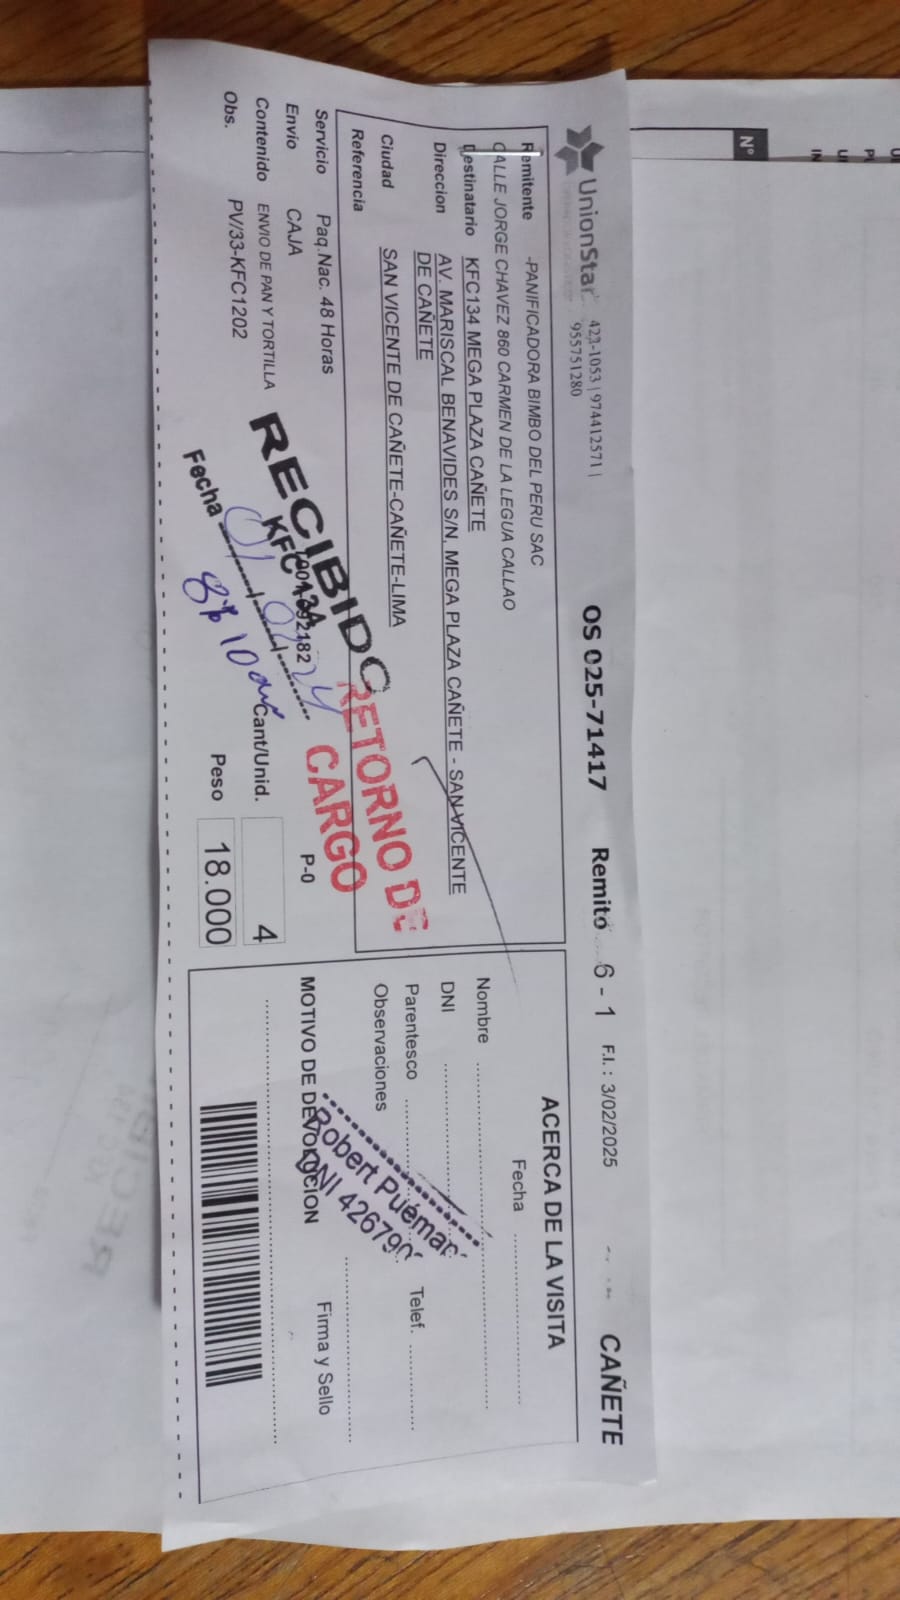 UnionStar
423-1053 | 974412571 |
955751280
OS 025-71417 Remito 6 - 1 F.I. : 3/02/2025 CAÑETE
Remitente -PANIFICADORA BIMBO DEL PERU SAC
CALLE JORGE CHAVEZ 860 CARMEN DE LA LEGUA CALLAO
Destinatario KFC134 MEGA PLAZA CAÑETE
Direccion AV. MARISCAL BENAVIDES S/N, MEGA PLAZA CAÑETE - SAN VICENTE
DE CAÑETE
Ciudad SAN VICENTE DE CAÑETE-CAÑETE-LIMA
Referencia
Servicio Paq.Nac. 48 Horas
Envio CAJA
Contenido ENVIO DE PAN Y TORTILLA
Obs. PV/33-KFC1202
RECIBIDO
KFC 134
Fecha
RETORNO DE
CARGO
P-0
Cant/Unid. 4
Peso 18.000
ACERCA DE LA VISITA
Fecha
Nombre
DNI
Parentesco Telef.
Observaciones
MOTIVO DE DEVOLUCION
Firma y Sello
Robert
DNI
N°